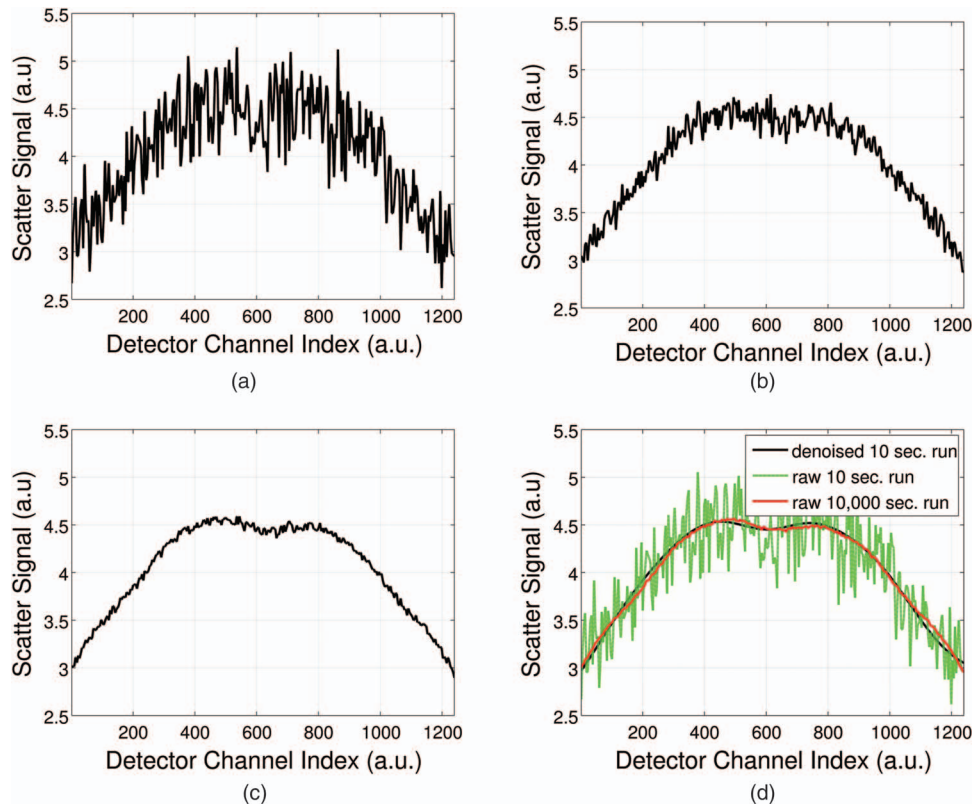 5.5
5
4.5
4
3.5
3
2.5
Scatter Signal (a.u)
200 400 600 800 1000 1200
Detector Channel Index (a.u.)
(a)
5.5
5
4.5
4
3.5
3
2.5
Scatter Signal (a.u)
200 400 600 800 1000 1200
Detector Channel Index (a.u.)
(b)
5.5
5
4.5
4
3.5
3
2.5
Scatter Signal (a.u)
200 400 600 800 1000 1200
Detector Channel Index (a.u.)
(c)
5.5
5
4.5
4
3.5
3
2.5
Scatter Signal (a.u)
denoised 10 sec. run
raw 10 sec. run
raw 10,000 sec. run
200 400 600 800 1000 1200
Detector Channel Index (a.u.)
(d)